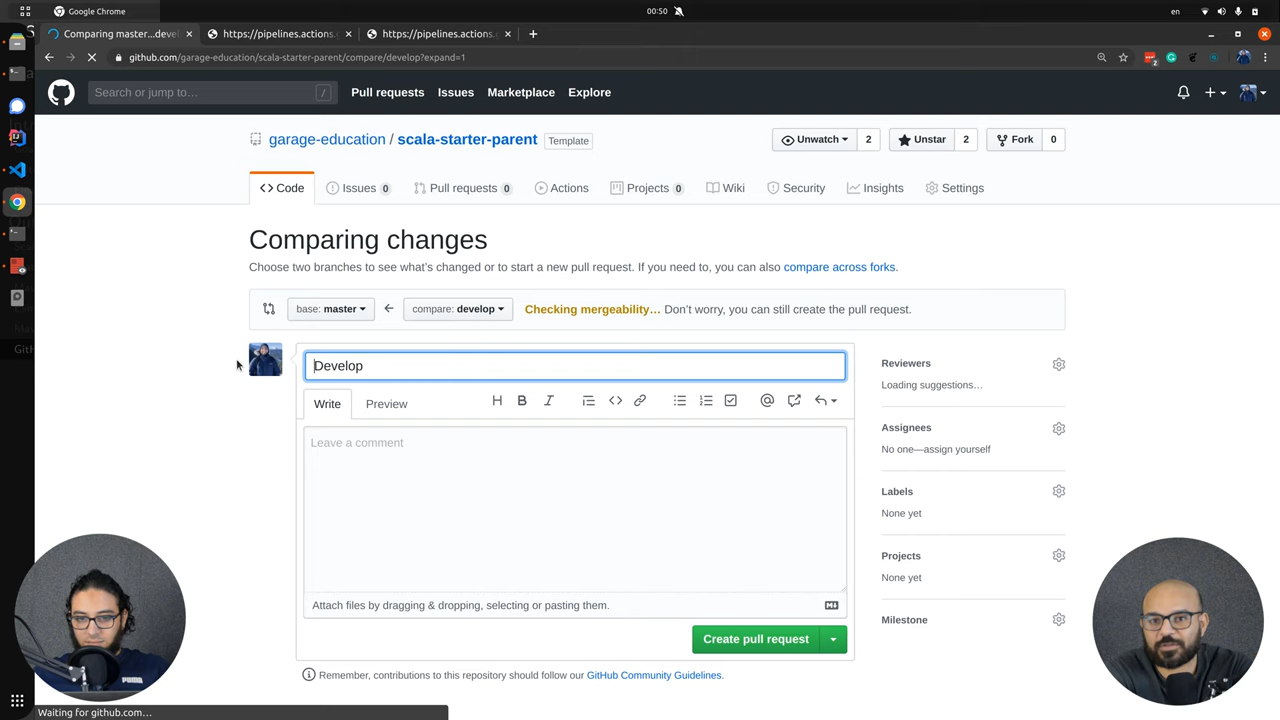 Google Chrome
00:50
en
Comparing master...deve
https://pipelines.actions.
https://pipelines.actions.
github.com/garage-education/scala-starter-parent/compare/develop?expand=1
2
Search or jump to…
/
Pull requests
Issues
Marketplace
Explore
garage-education / scala-starter-parent
Template
Unwatch
2
Unstar
2
Fork
0
Code
Issues 0
Pull requests 0
Actions
Projects 0
Wiki
Security
Insights
Settings
Comparing changes
Choose two branches to see what's changed or to start a new pull request. If you need to, you can also compare across forks.
base: master
compare: develop
Checking mergeability… Don't worry, you can still create the pull request.
Develop
Write
Preview
Leave a comment
Attach files by dragging & dropping, selecting or pasting them.
Create pull request
Remember, contributions to this repository should follow our GitHub Community Guidelines.
Reviewers
Loading suggestions…
Assignees
No one—assign yourself
Labels
None yet
Projects
None yet
Milestone
PUMA
Waiting for github.com…